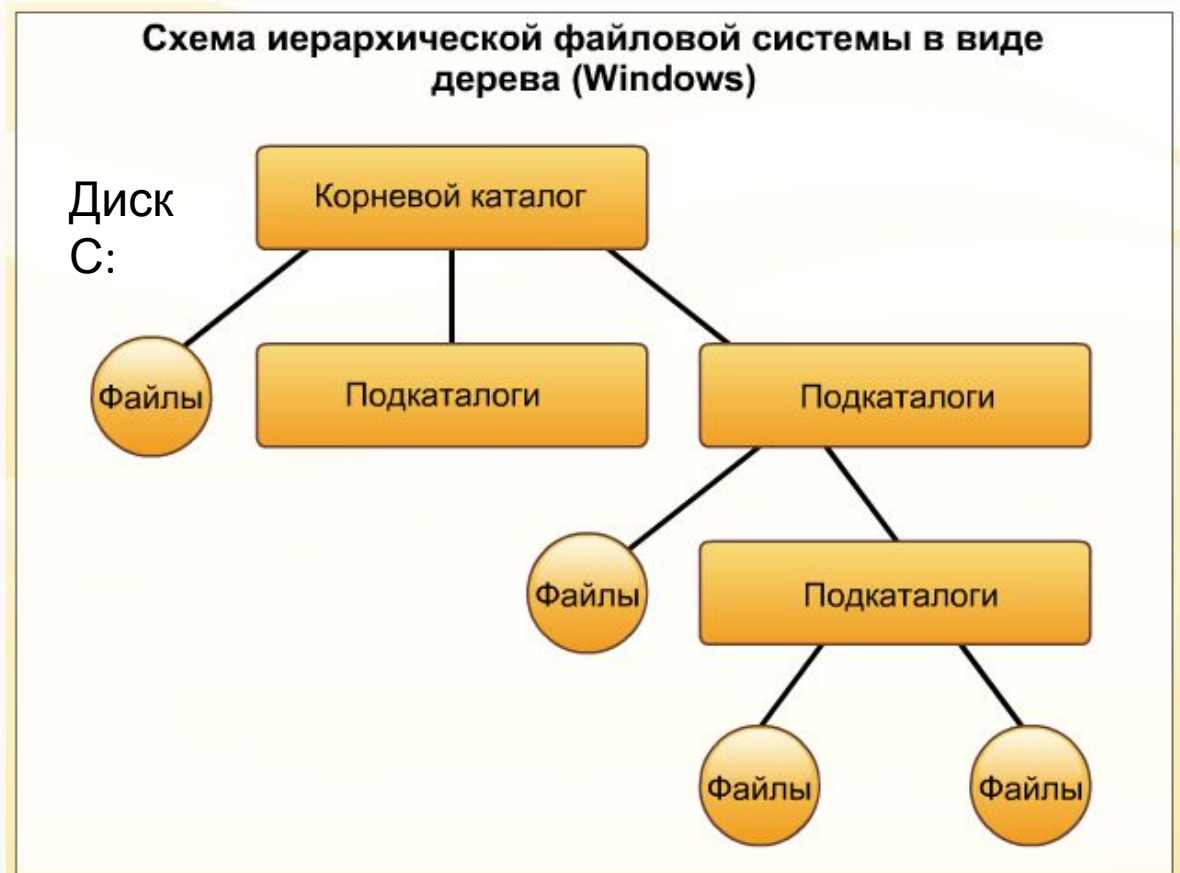 Схема иерархической файловой системы в виде
дерева (Windows)
Диск
С:
Корневой каталог
Файлы
Подкаталоги
Подкаталоги
Файлы
Подкаталоги
Файлы
Файлы